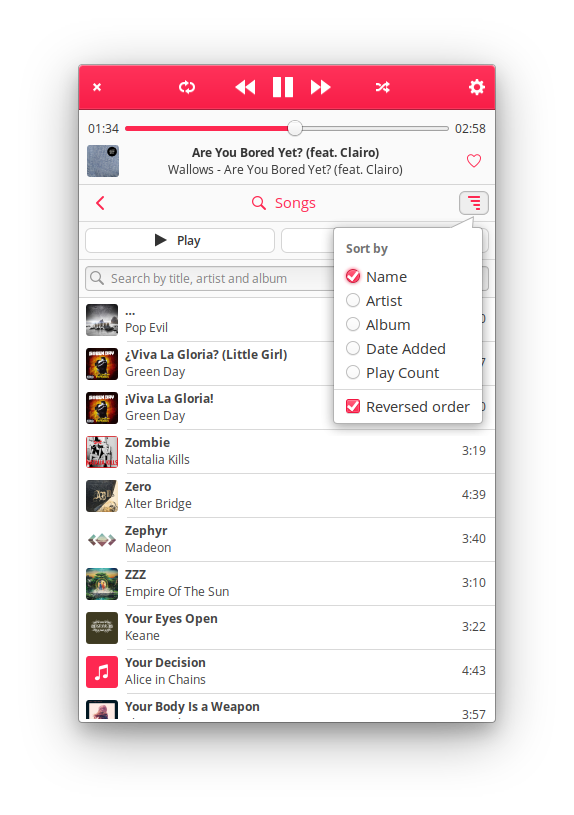 01:34
02:58
Are You Bored Yet? (feat. Clairo)
Wallows - Are You Bored Yet? (feat. Clairo)
Songs
Play
Search by title, artist and album
Sort by
Name
Artist
Album
Date Added
Play Count
Reversed order
...
Pop Evil
¿Viva La Gloria? (Little Girl)
Green Day
¡Viva La Gloria!
Green Day
Zombie
Natalia Kills
3:19
Zero
Alter Bridge
4:39
Zephyr
Madeon
3:40
ZZZ
Empire Of The Sun
3:10
Your Eyes Open
Keane
3:22
Your Decision
Alice in Chains
4:43
Your Body Is a Weapon
3:57